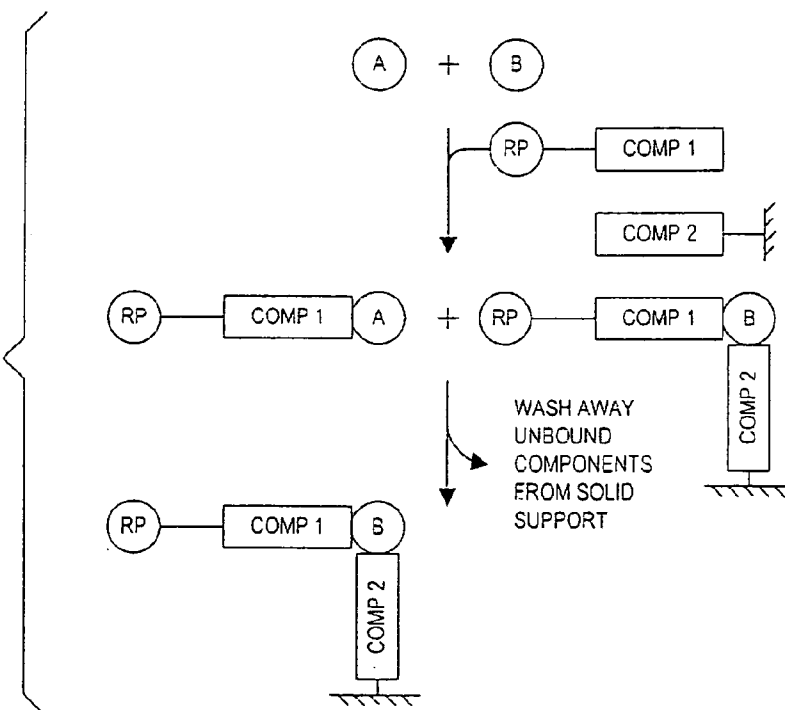 A + B
RP COMP 1
COMP 2
RP COMP 1 A + RP COMP 1 B
COMP 2
WASH AWAY
UNBOUND
COMPONENTS
FROM SOLID
SUPPORT
RP COMP 1 B
COMP 2